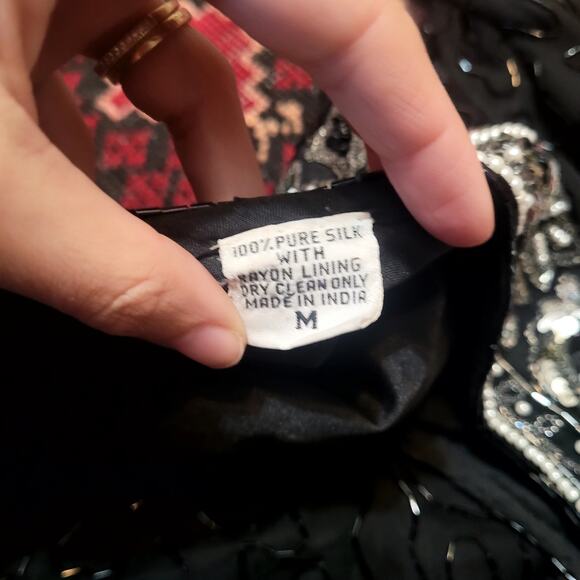 100% PURE SILK
WITH
RAYON LINING
DRY CLEAN ONLY
MADE IN INDIA
M